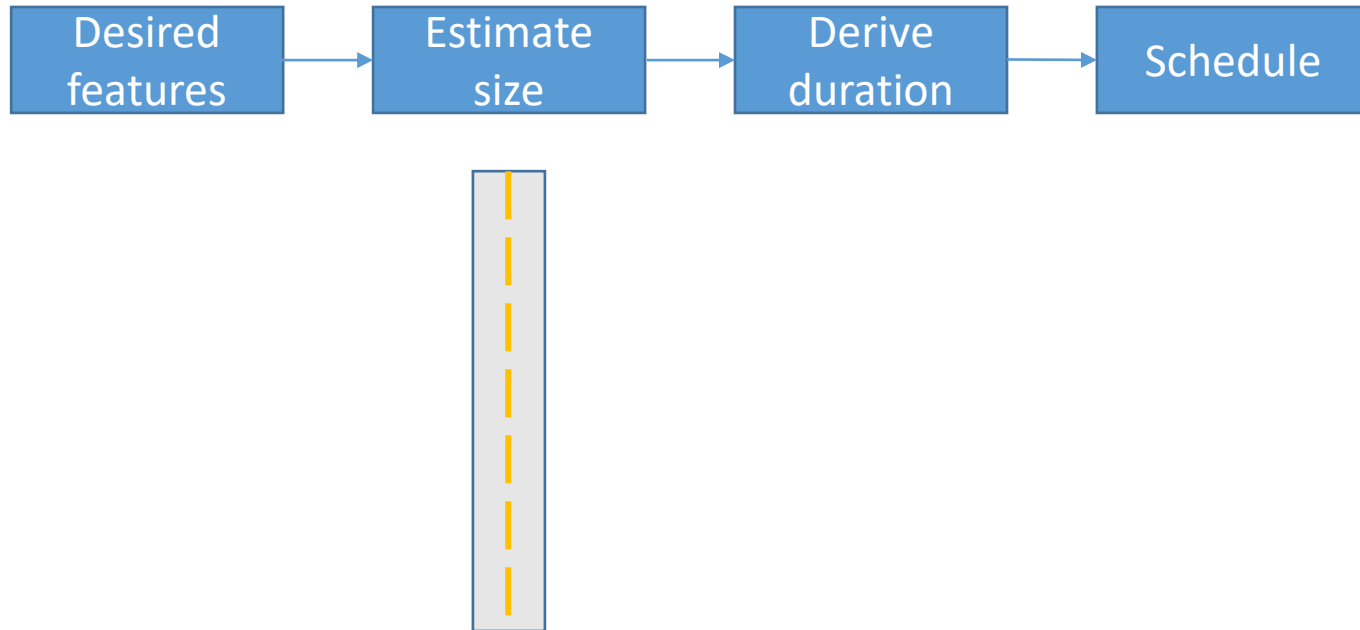 Desired
features
Estimate
size
Derive
duration
Schedule